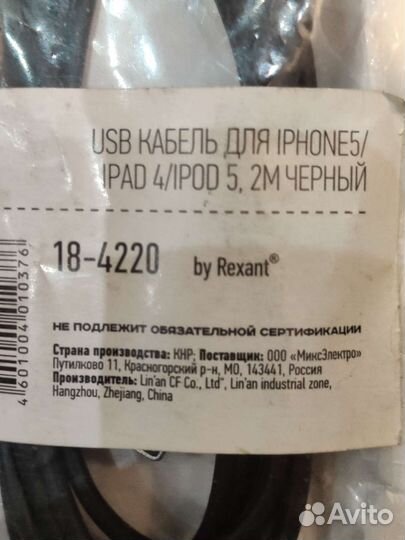 USB КАБЕЛЬ ДЛЯ IPHONE5/
IPAD 4/IPOD 5, 2М ЧЕРНЫЙ
18-4220 by Rexant®
НЕ ПОДЛЕЖИТ ОБЯЗАТЕЛЬНОЙ СЕРТИФИКАЦИИ
Страна производства: КНР; Поставщик: ООО «МиксЭлектро»
Путилково 11, Красногорский р-н, МО, 143441, Россия
Производитель: Lin'an CF Co., Ltd", Lin'an industrial zone,
Hangzhou, Zhejiang, China
4601004010376
Avito